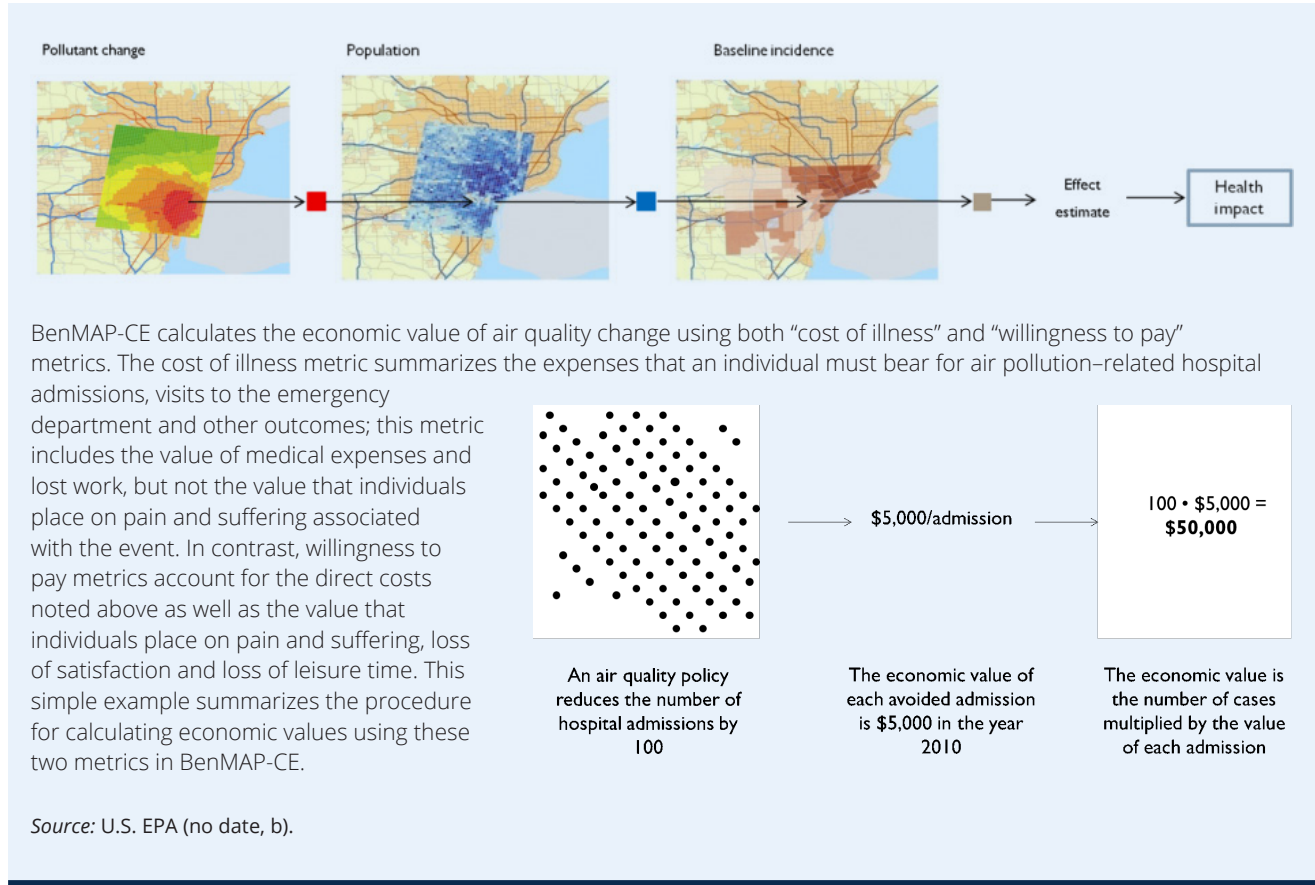 Pollutant change
Population
Baseline incidence
Effect
estimate
Health
impact
BenMAP-CE calculates the economic value of air quality change using both “cost of illness” and “willingness to pay”
metrics. The cost of illness metric summarizes the expenses that an individual must bear for air pollution–related hospital
admissions, visits to the emergency
department and other outcomes; this metric
includes the value of medical expenses and
lost work, but not the value that individuals
place on pain and suffering associated
with the event. In contrast, willingness to
pay metrics account for the direct costs
noted above as well as the value that
individuals place on pain and suffering, loss
of satisfaction and loss of leisure time. This
simple example summarizes the procedure
for calculating economic values using these
two metrics in BenMAP-CE.
$5,000/admission
100 • $5,000 =
$50,000
An air quality policy
reduces the number of
hospital admissions by
100
The economic value of
each avoided admission
is $5,000 in the year
2010
The economic value is
the number of cases
multiplied by the value
of each admission
Source: U.S. EPA (no date, b).